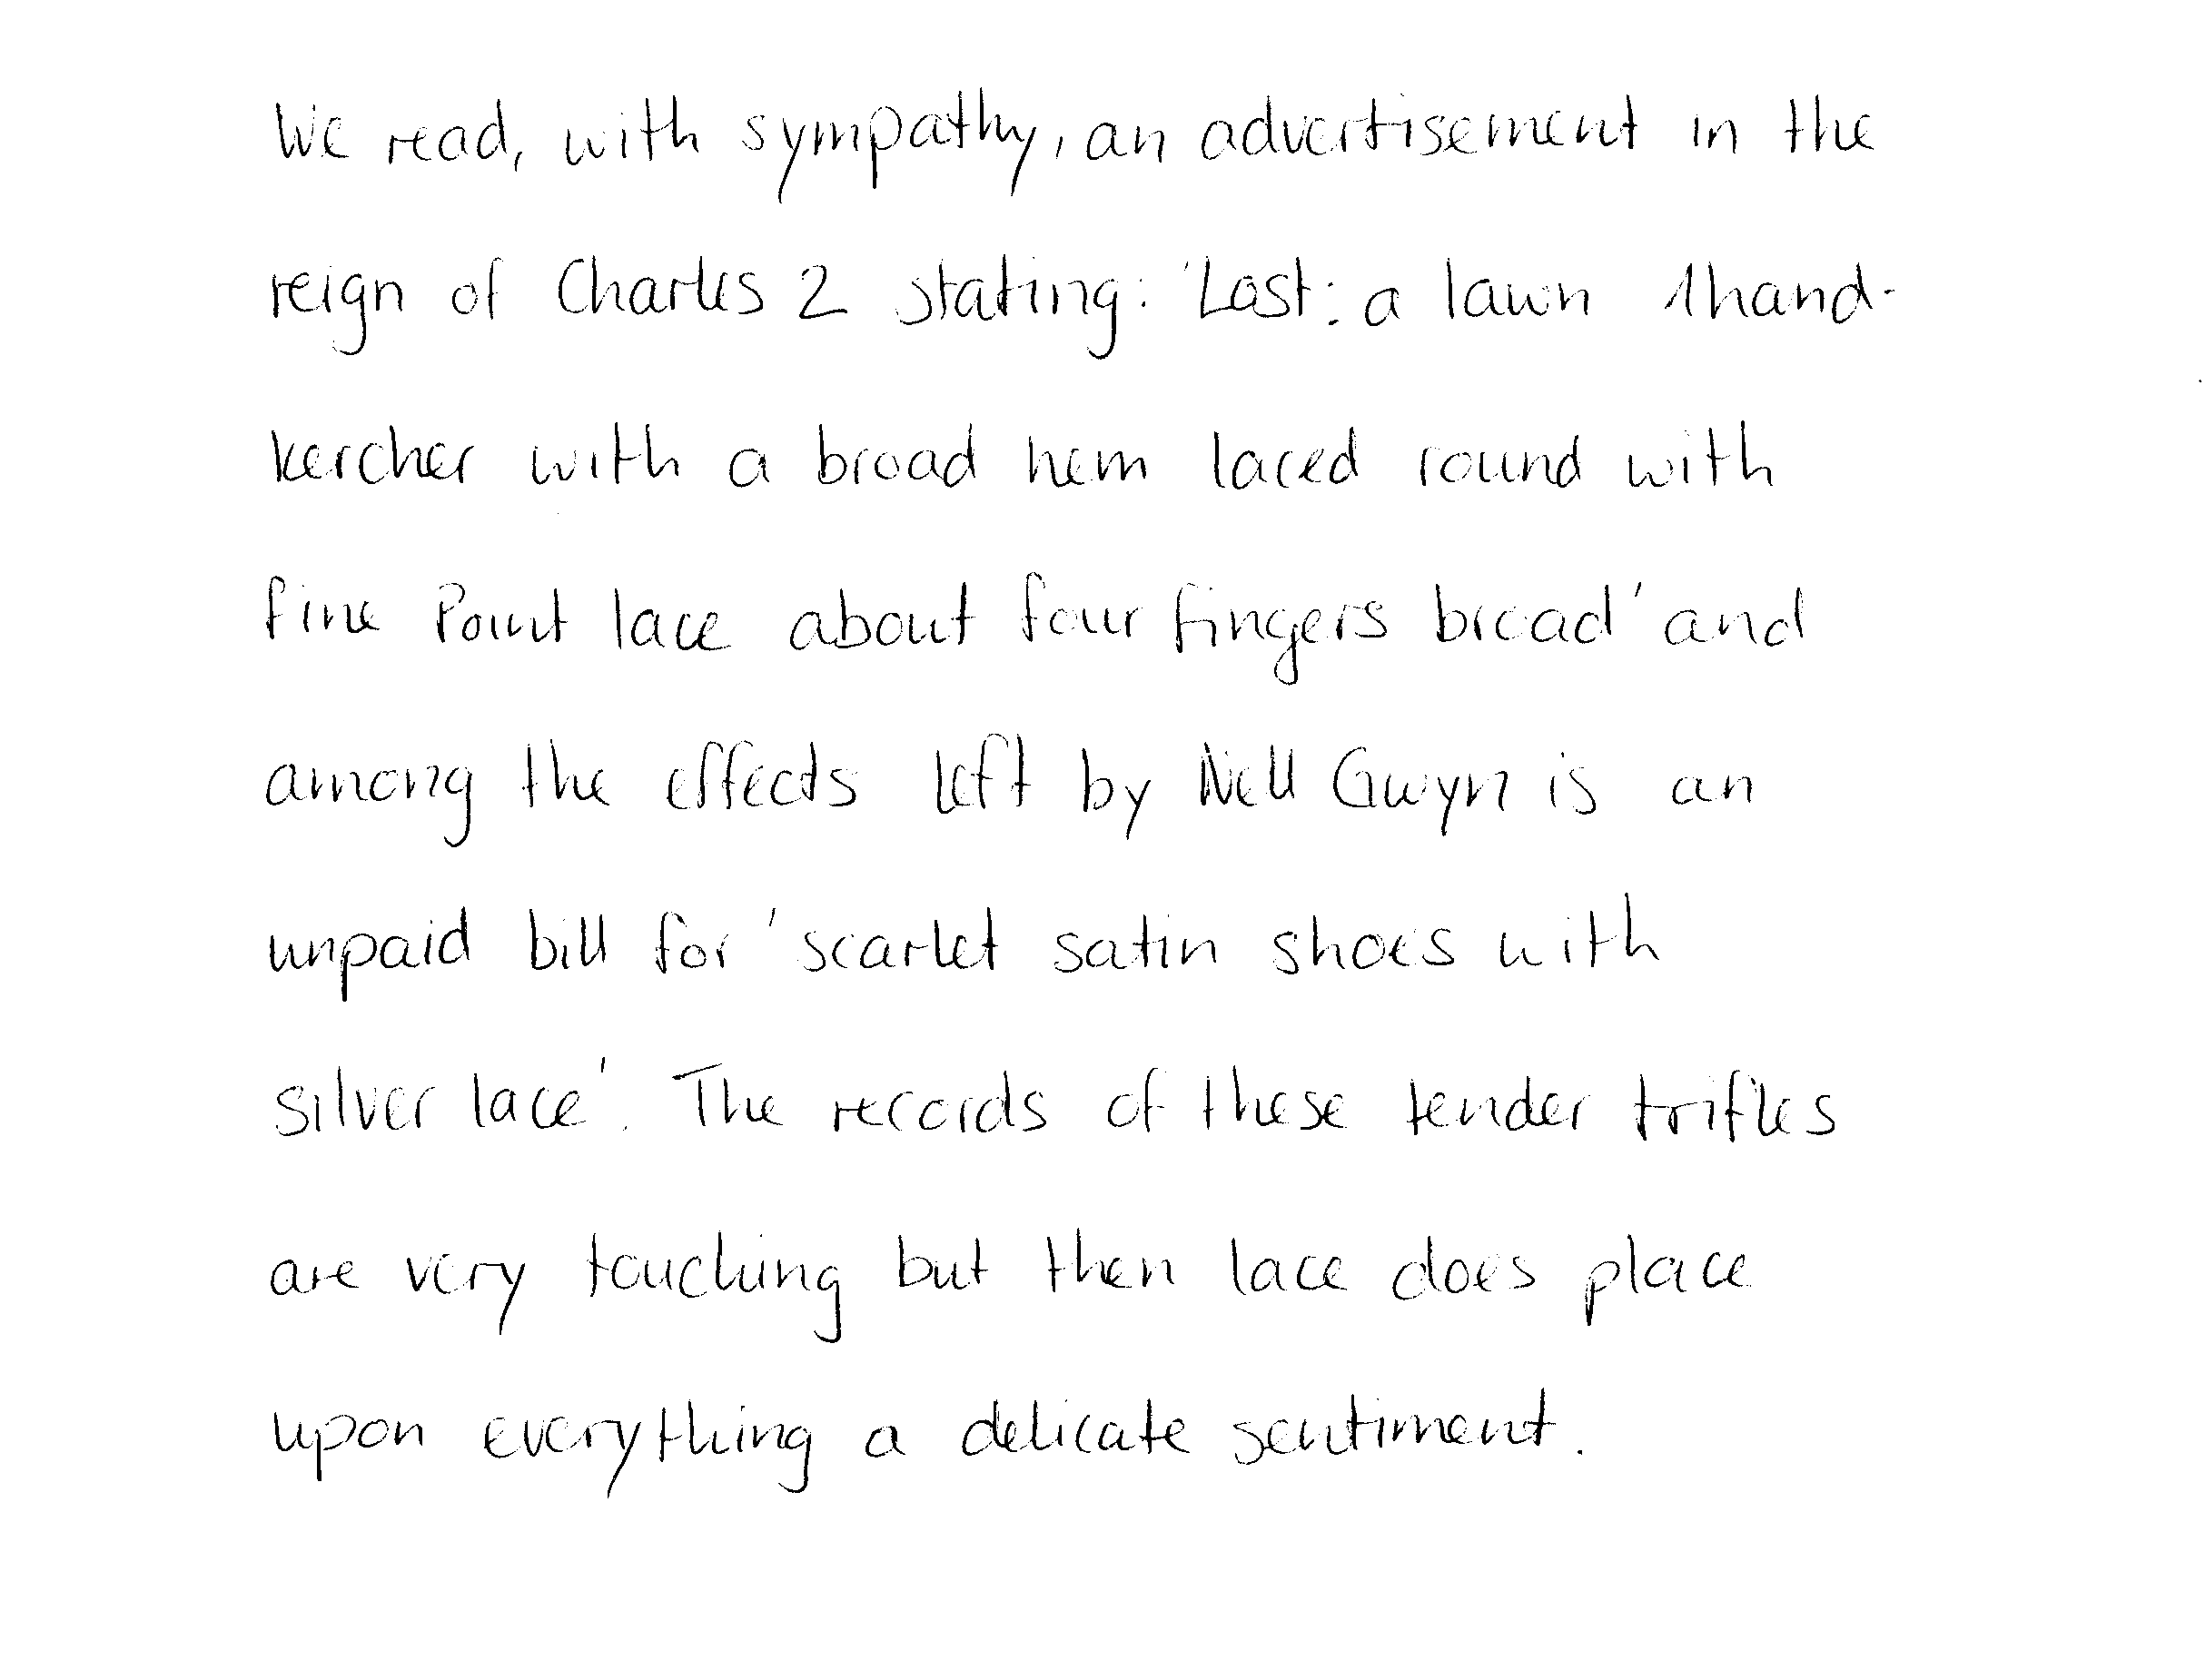 We read, with sympathy, an advertisement in the
reign of Charles 2 stating: 'Lost: a lawn 1hand-
kercher with a broad hem laced round with
fine Point lace about four fingers broad' and
among the effects left by Nell Gwyn is an
unpaid bill for 'scarlet satin shoes with
silver lace'. The records of these tender trifles
are very touching but then lace does place
upon everything a delicate sentiment.